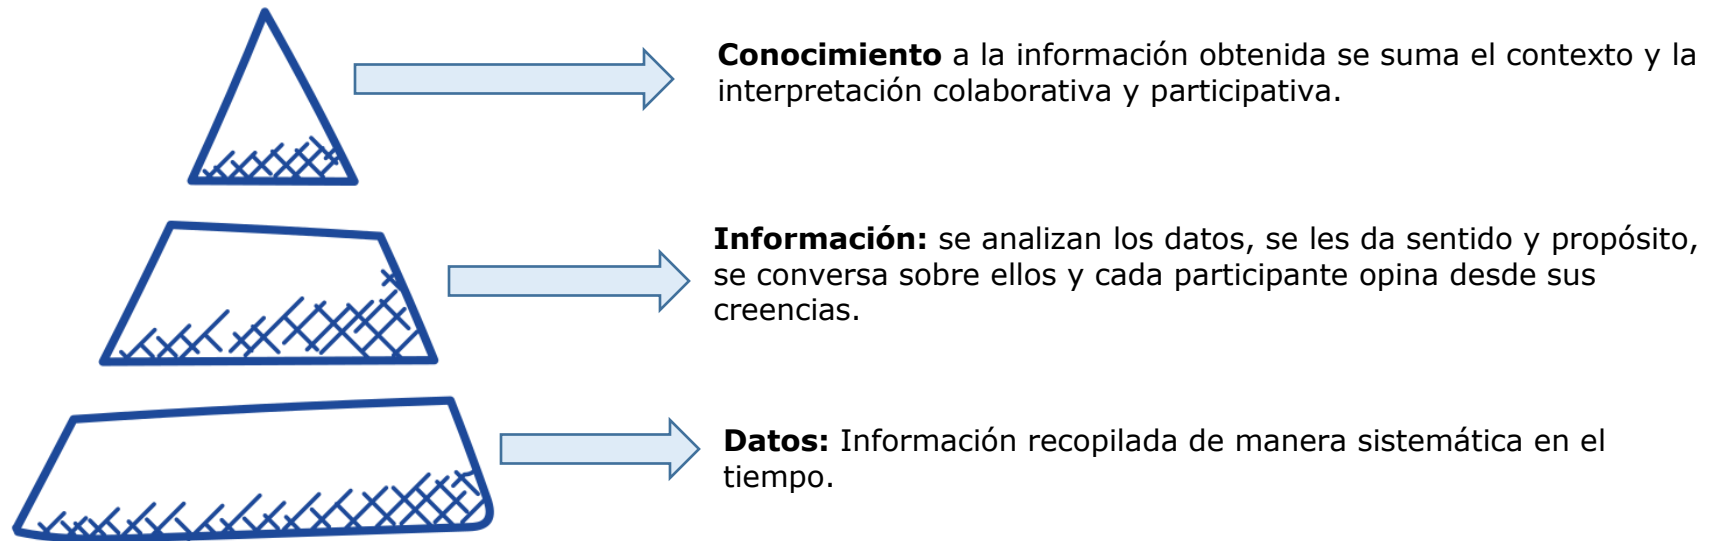 Conocimiento a la información obtenida se suma el contexto y la
interpretación colaborativa y participativa.
Información: se analizan los datos, se les da sentido y propósito,
se conversa sobre ellos y cada participante opina desde sus
creencias.
Datos: Información recopilada de manera sistemática en el
tiempo.